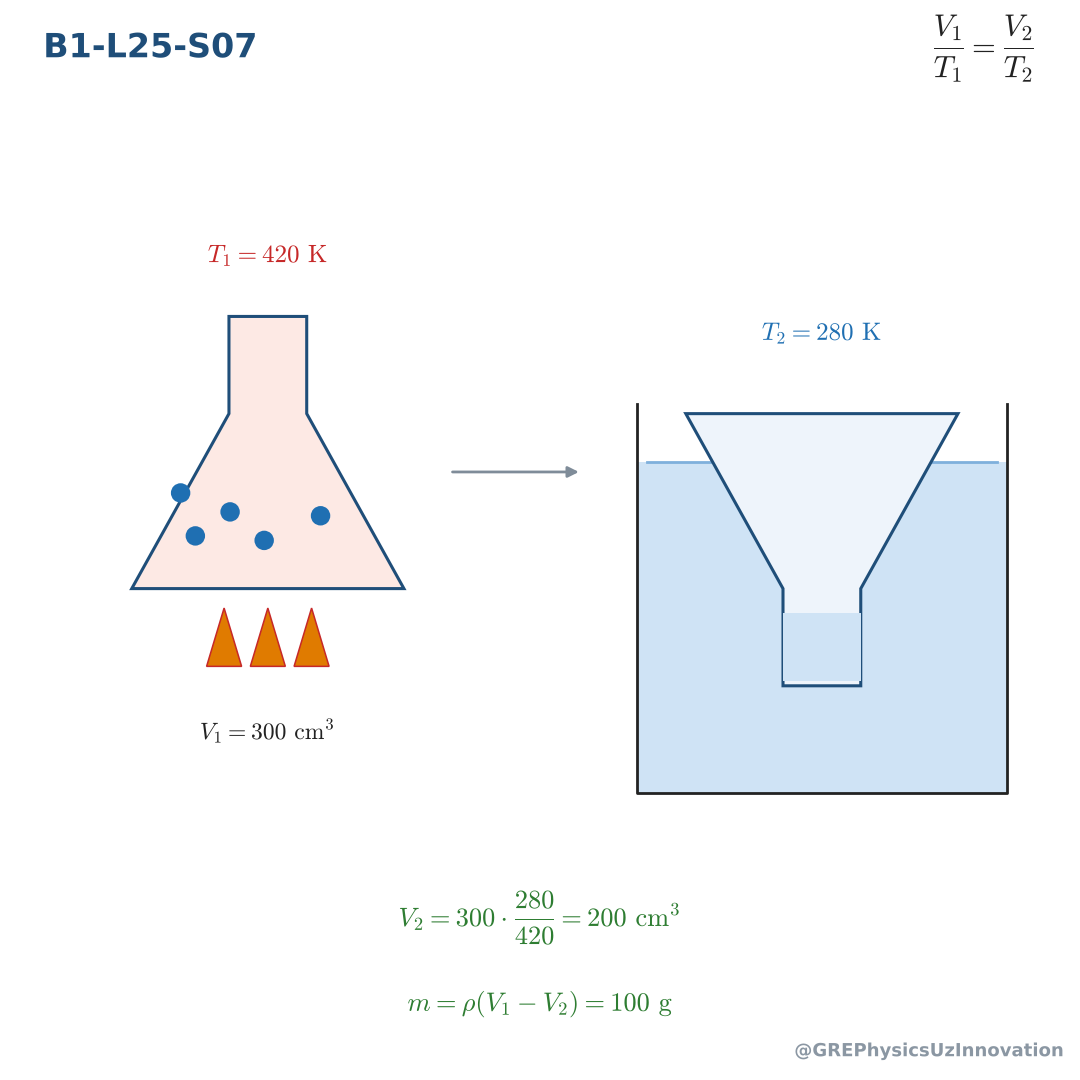 B1-L25-S07
V₁/T₁ = V₂/T₂
T₁ = 420 K
T₂ = 280 K
V₁ = 300 cm³
V₂ = 300 · 280/420 = 200 cm³
m = ρ(V₁ − V₂) = 100 g
@GREPhysicsUzInnovation